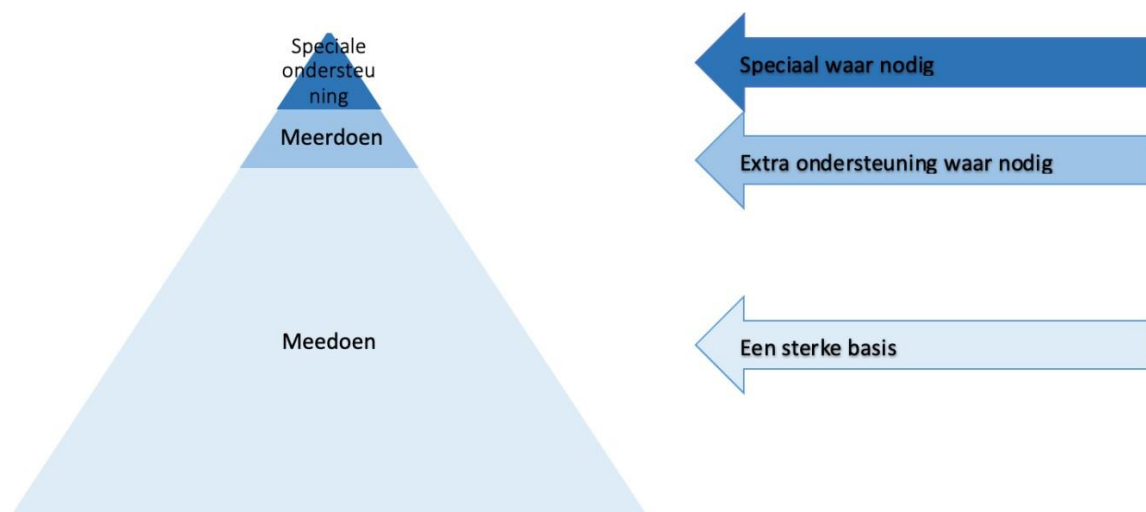 Speciale
ondersteu
ning
Speciaal waar nodig
Meerdoen
Extra ondersteuning waar nodig
Meedoen
Een sterke basis